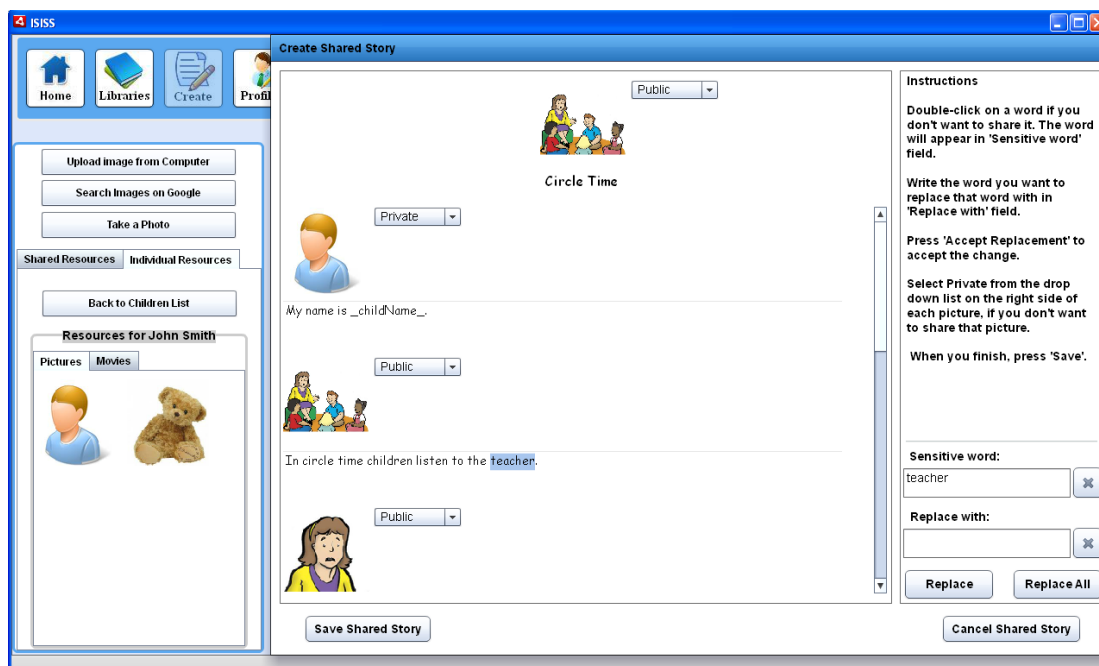 ISISS
Home
Libraries
Create
Profil
Upload image from Computer
Search Images on Google
Take a Photo
Shared Resources
Individual Resources
Back to Children List
Resources for John Smith
Pictures
Movies
Create Shared Story
Public
Circle Time
Private
My name is _childName_.
Public
In circle time children listen to the teacher.
Public
Save Shared Story
Instructions
Double-click on a word if you
don't want to share it. The word
will appear in 'Sensitive word'
field.
Write the word you want to
replace that word with in
'Replace with' field.
Press 'Accept Replacement' to
accept the change.
Select Private from the drop
down list on the right side of
each picture, if you don't want
to share that picture.
When you finish, press 'Save'.
Sensitive word:
teacher
Replace with:
Replace
Replace All
Cancel Shared Story